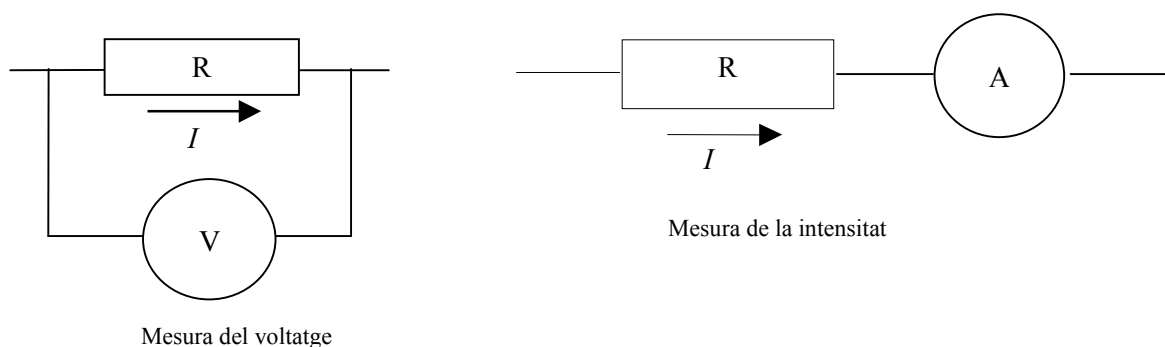 R
I
V
Mesura del voltatge
R
A
I
Mesura de la intensitat